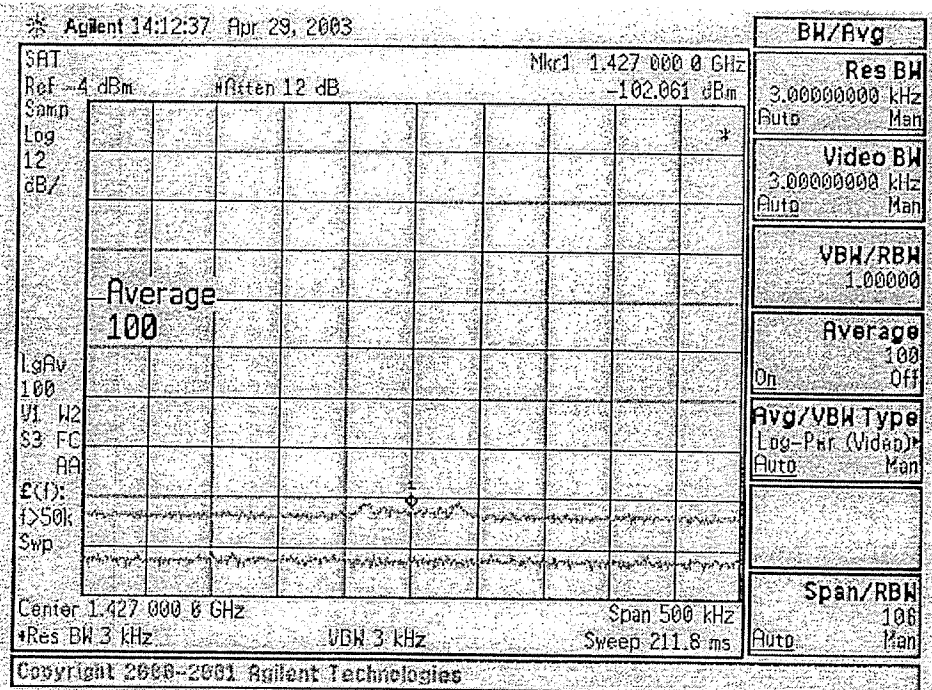 Agilent 14:12:37 Apr 29, 2003
SAT
Mkr1 1.427 000 0 GHz
Ref -4 dBm #Atten 12 dB -102.061 dBm
Samp
Log
12
dB/
*
Average
100
LgAv
100
V1 W2
S3 FC
AA
£(f):
f>50k
Swp
1
Center 1.427 000 0 GHz Span 500 kHz
#Res BW 3 kHz VBW 3 kHz Sweep 211.8 ms
Copyright 2000-2001 Agilent Technologies
BW/Avg
Res BW
3.00000000 kHz
Auto Man
Video BW
3.00000000 kHz
Auto Man
VBW/RBW
1.00000
Average
100
On Off
Avg/VBW Type
Log-Pwr (Video)▸
Auto Man
Span/RBW
106
Auto Man